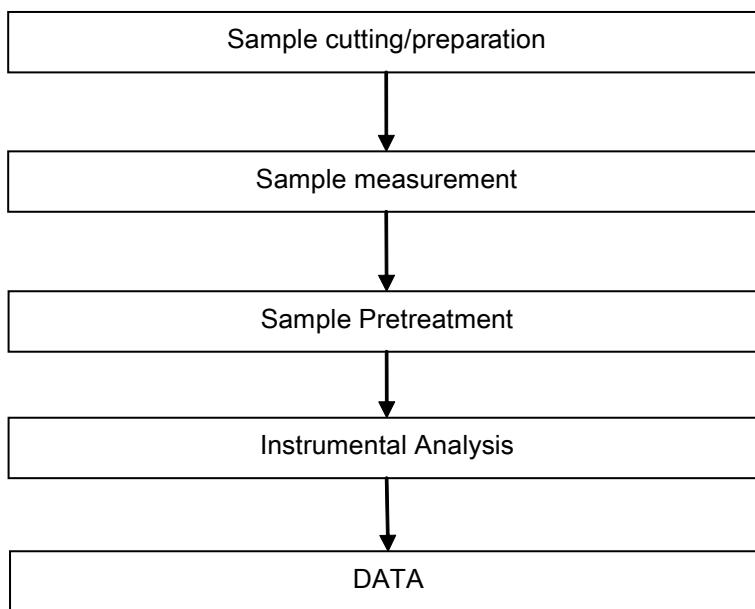 Sample cutting/preparation
Sample measurement
Sample Pretreatment
Instrumental Analysis
DATA